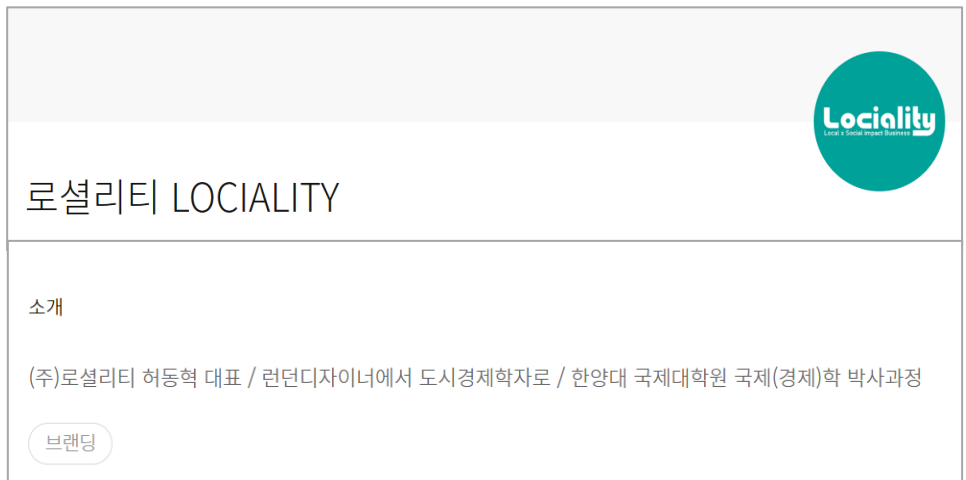 Lociality
Local x Social impact Business
로셜리티 LOCIALITY
소개
(주)로셜리티 허동혁 대표 / 런던디자이너에서 도시경제학자로 / 한양대 국제대학원 국제(경제)학 박사과정
브랜딩